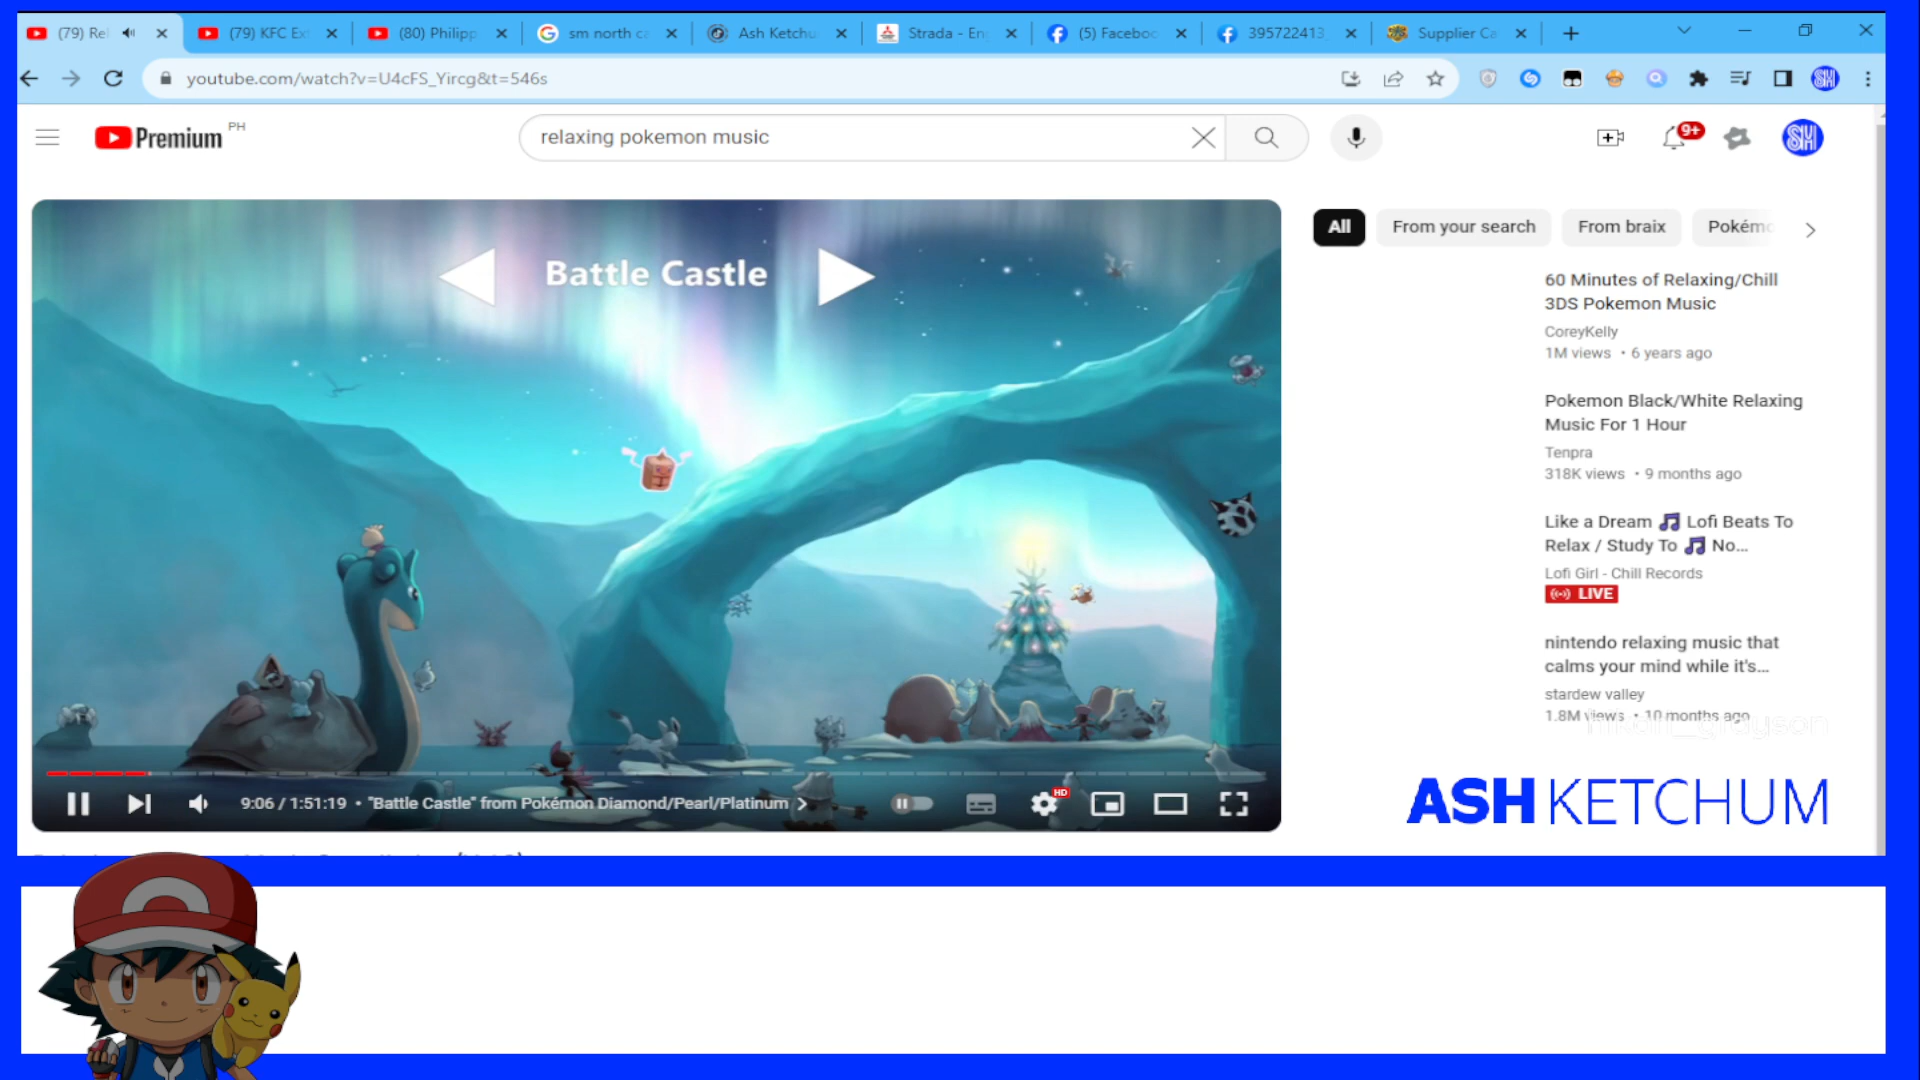 (79) Rel
(79) KFC Ex
(80) Philipp
sm north ca
Ash Ketchu
Strada - En
(5) Faceboo
395722413
Supplier Ca
youtube.com/watch?v=U4cFS_Yircg&t=546s
SM
Premium PH
relaxing pokemon music
9+
SM
Battle Castle
All
From your search
From braix
Pokémo
60 Minutes of Relaxing/Chill
3DS Pokemon Music
CoreyKelly
1M views • 6 years ago
Pokemon Black/White Relaxing
Music For 1 Hour
Tenpra
318K views • 9 months ago
Like a Dream 🎵 Lofi Beats To
Relax / Study To 🎵 No...
Lofi Girl - Chill Records
LIVE
nintendo relaxing music that
calms your mind while it's...
stardew valley
1.8M views • 10 months ago
ASH KETCHUM
9:06 / 1:51:19 • "Battle Castle" from Pokémon Diamond/Pearl/Platinum
HD